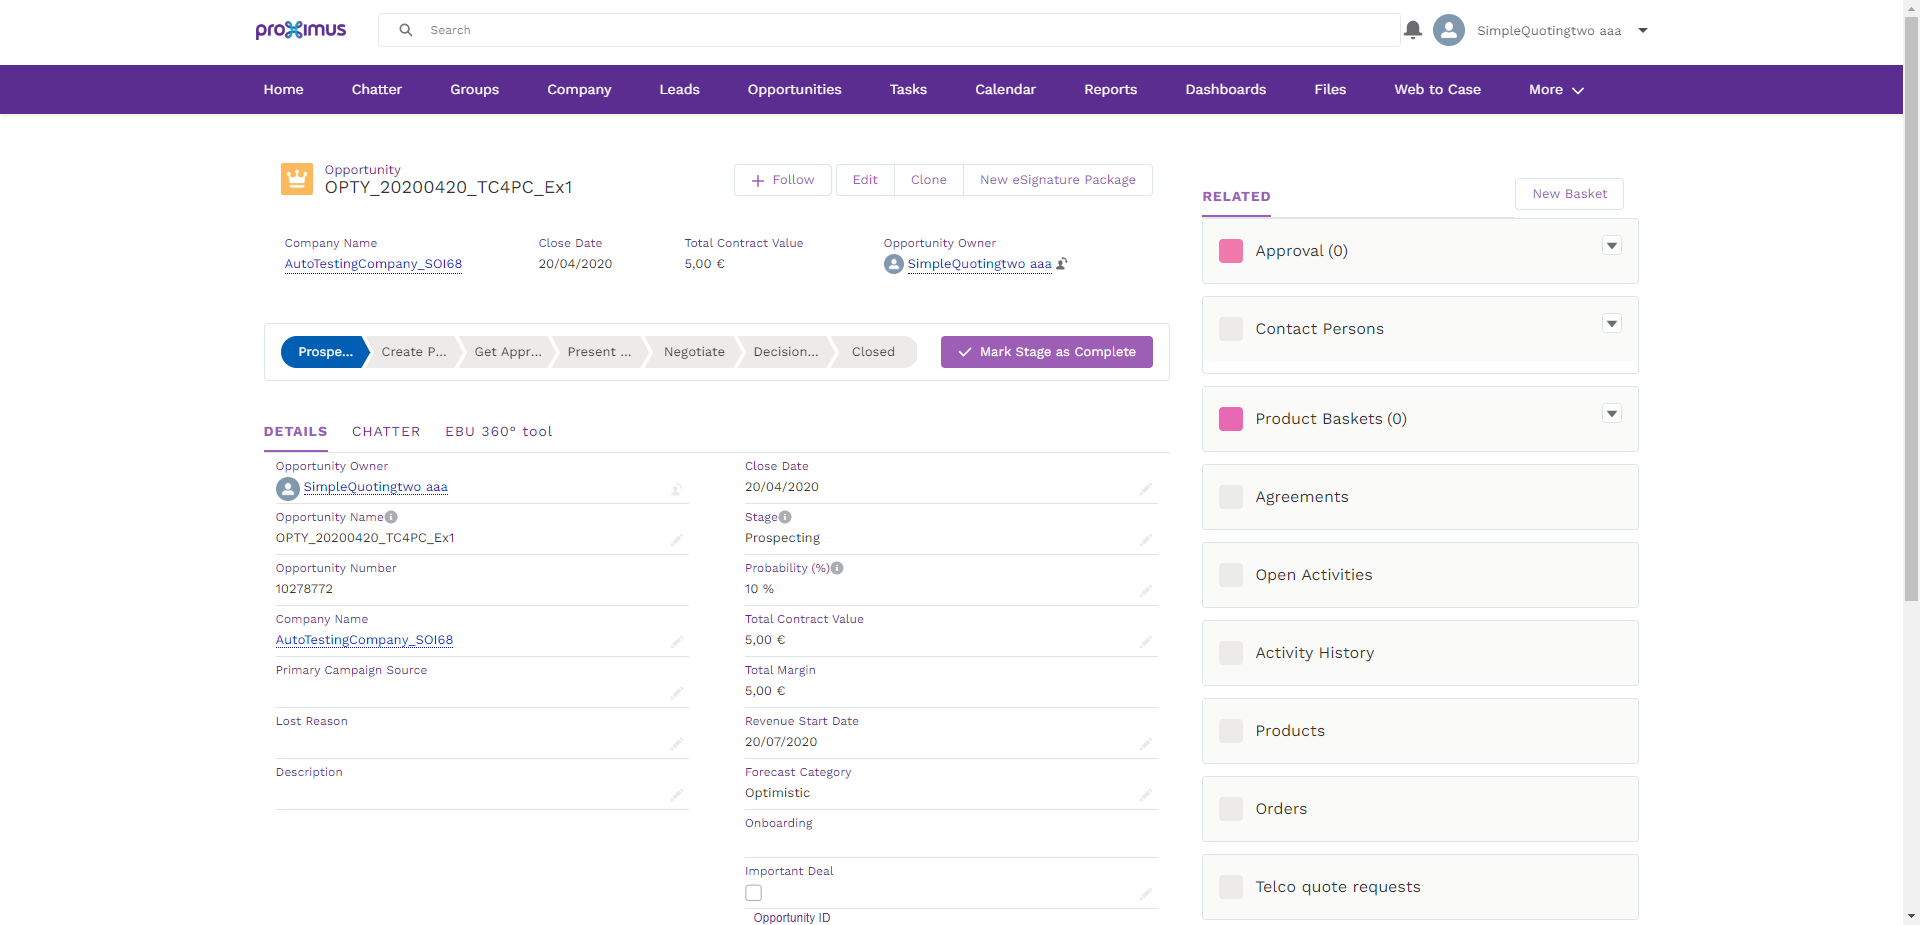 proximus
Search
SimpleQuotingtwo aaa
Home Chatter Groups Company Leads Opportunities Tasks Calendar Reports Dashboards Files Web to Case More
Opportunity
OPTY_20200420_TC4PC_Ex1
Follow Edit Clone New eSignature Package
Company Name Close Date Total Contract Value Opportunity Owner
AutoTestingCompany_SOI68 20/04/2020 5,00 € SimpleQuotingtwo aaa
Prospe... Create P... Get Appr... Present ... Negotiate Decision... Closed Mark Stage as Complete
DETAILS CHATTER EBU 360° tool
Opportunity Owner
SimpleQuotingtwo aaa
Opportunity Name
OPTY_20200420_TC4PC_Ex1
Opportunity Number
10278772
Company Name
AutoTestingCompany_SOI68
Primary Campaign Source
Lost Reason
Description
Close Date
20/04/2020
Stage
Prospecting
Probability (%)
10 %
Total Contract Value
5,00 €
Total Margin
5,00 €
Revenue Start Date
20/07/2020
Forecast Category
Optimistic
Onboarding
Important Deal
Opportunity ID
RELATED New Basket
Approval (0)
Contact Persons
Product Baskets (0)
Agreements
Open Activities
Activity History
Products
Orders
Telco quote requests